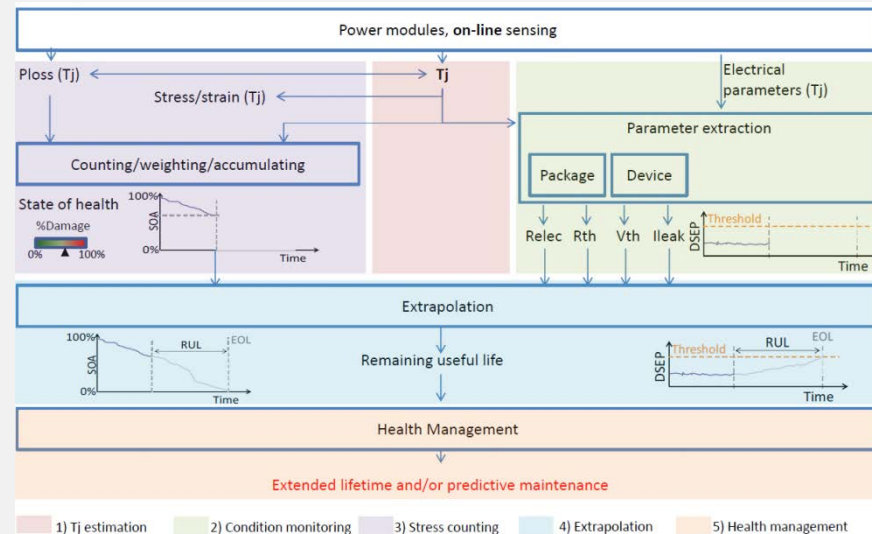 Power modules, on-line sensing
Ploss (Tj)
Tj
Electrical
parameters (Tj)
Stress/strain (Tj)
Parameter extraction
Counting/weighting/accumulating
Package
Device
State of health
%Damage
0%
100%
100%
SOA
0%
Time
Relec
Rth
Vth
Ileak
Threshold
DSEP
Time
Extrapolation
100%
SOA
0%
RUL
EOL
Time
Remaining useful life
Threshold
DSEP
RUL
EOL
Time
Health Management
Extended lifetime and/or predictive maintenance
1) Tj estimation
2) Condition monitoring
3) Stress counting
4) Extrapolation
5) Health management